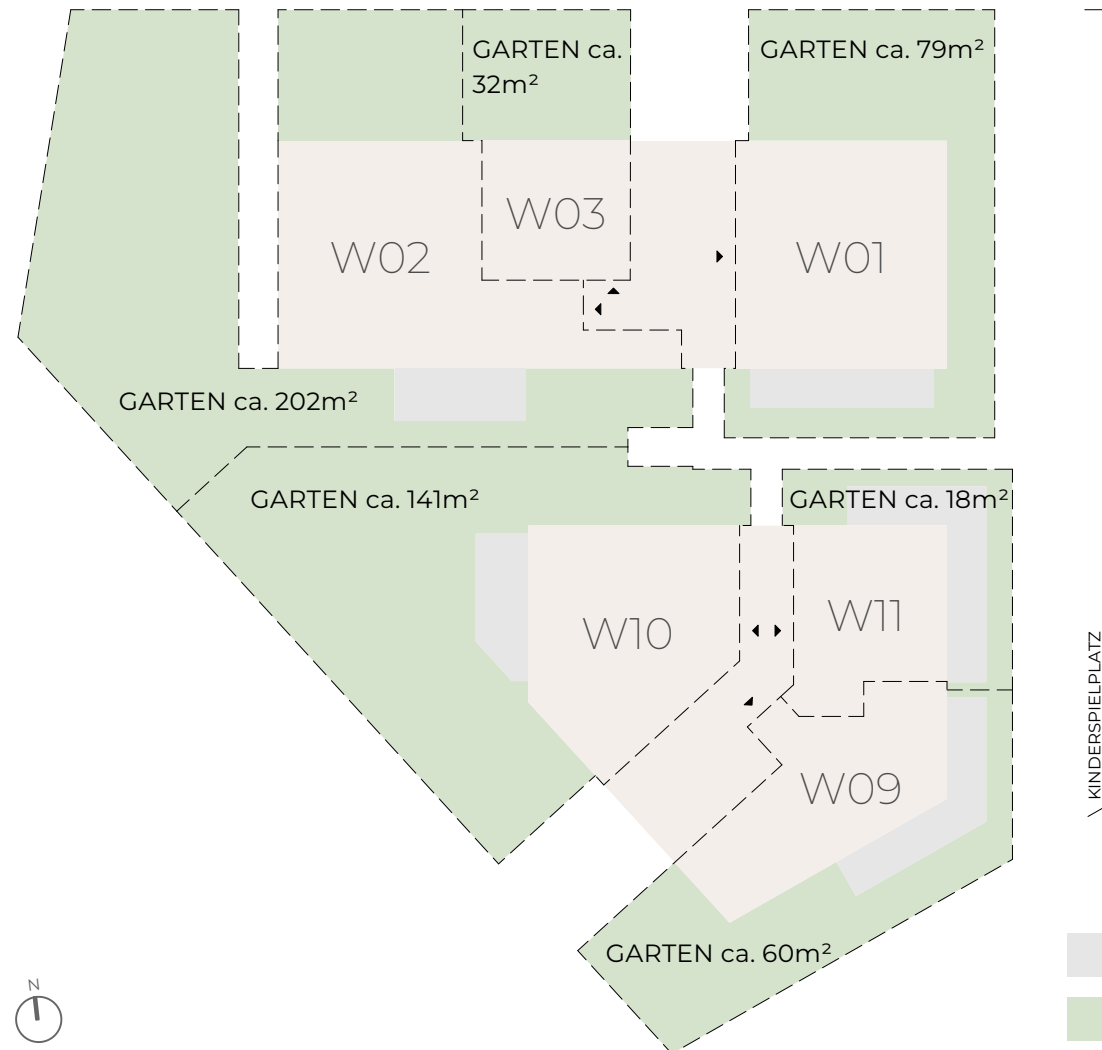 GARTEN ca.
32m²
GARTEN ca. 79m²
W03
W02
W01
GARTEN ca. 202m²
GARTEN ca. 141m²
GARTEN ca. 18m²
W10
W11
KINDERSPIELPLATZ
W09
GARTEN ca. 60m²
N